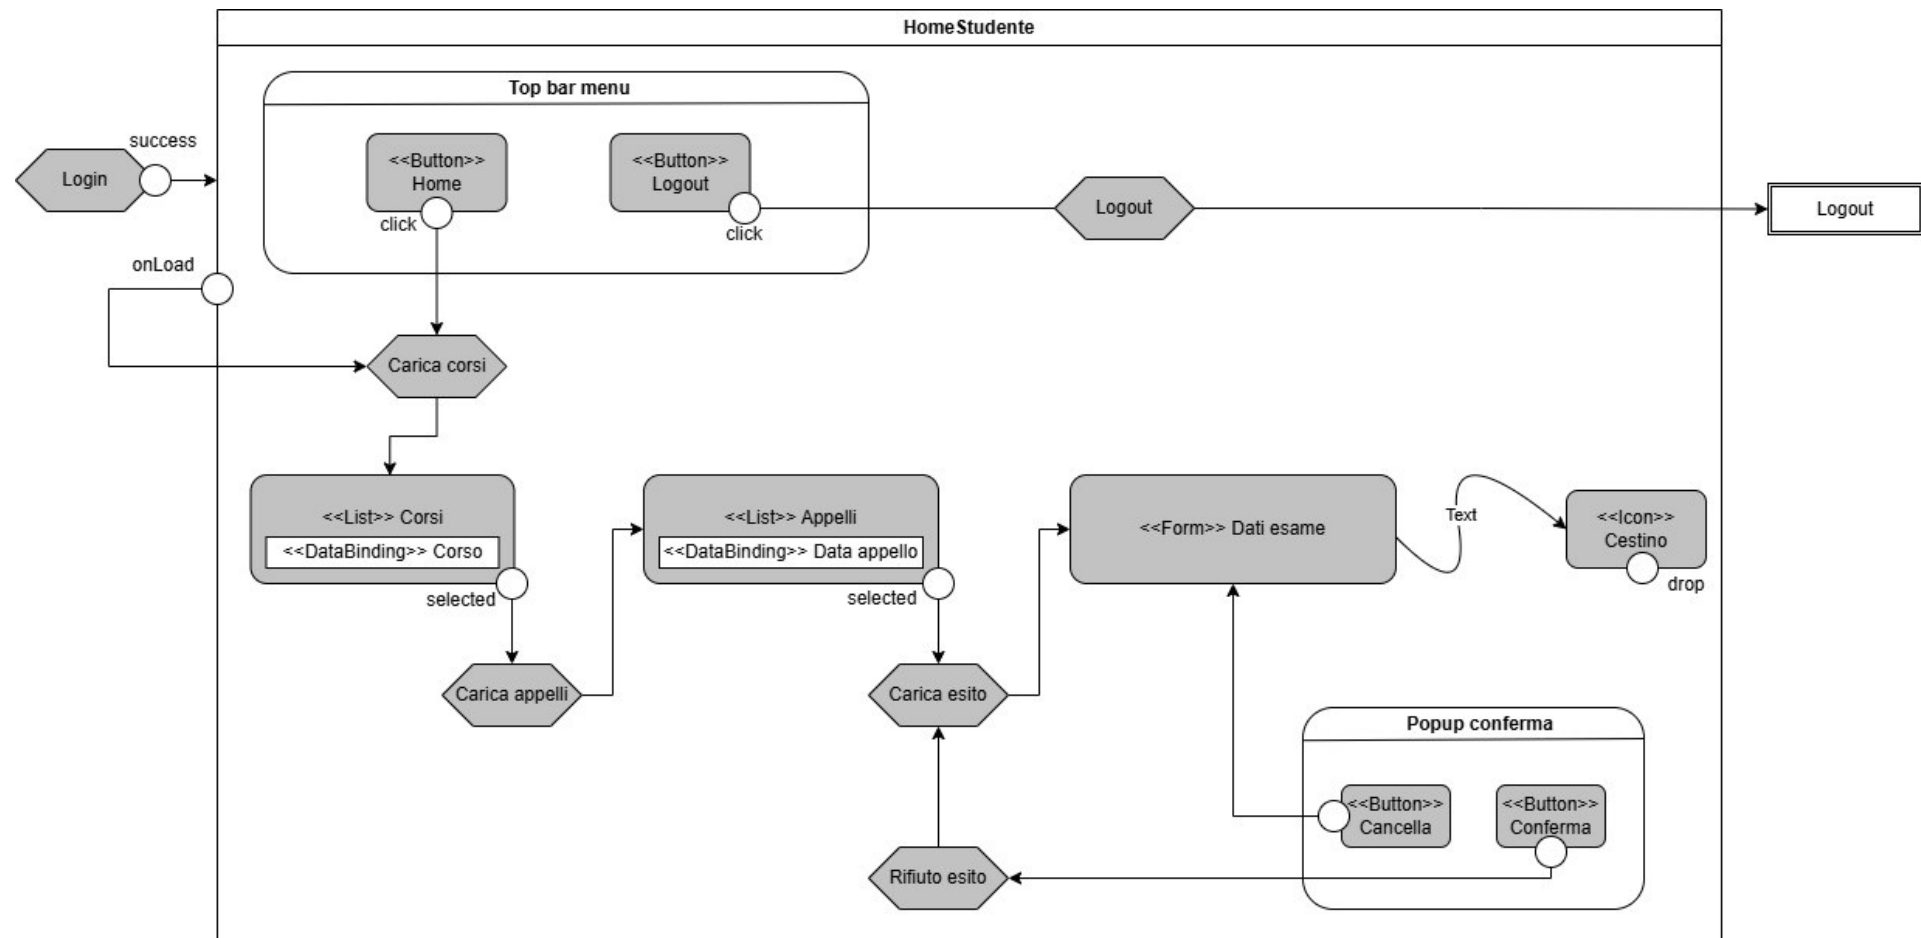 HomeStudente
Top bar menu
success
Login
<<Button>>
Home
click
<<Button>>
Logout
click
Logout
Logout
onLoad
Carica corsi
<<List>> Corsi
<<DataBinding>> Corso
selected
<<List>> Appelli
<<DataBinding>> Data appello
selected
<<Form>> Dati esame
Text
<<Icon>>
Cestino
drop
Carica appelli
Carica esito
Popup conferma
<<Button>>
Cancella
<<Button>>
Conferma
Rifiuto esito